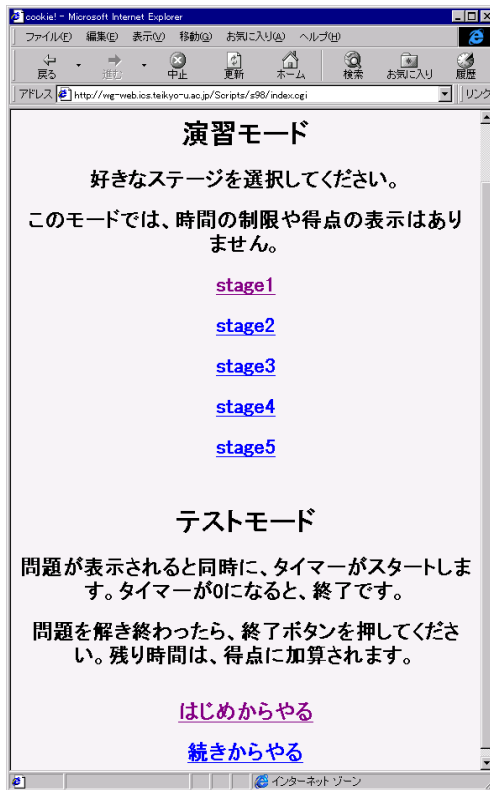 cookie! - Microsoft Internet Explorer
ファイル(F) 編集(E) 表示(V) 移動(G) お気に入り(A) ヘルプ(H)
戻る 進む 中止 更新 ホーム 検索 お気に入り 履歴
アドレス http://wg-web.ics.teikyo-u.ac.jp/Scripts/s98/index.cgi リンク
演習モード
好きなステージを選択してください。
このモードでは、時間の制限や得点の表示はあり
ません。
stage1
stage2
stage3
stage4
stage5
テストモード
問題が表示されると同時に、タイマーがスタートしま
す。タイマーが0になると、終了です。
問題を解き終わったら、終了ボタンを押してくださ
い。残り時間は、得点に加算されます。
はじめからやる
続きからやる
インターネット ゾーン